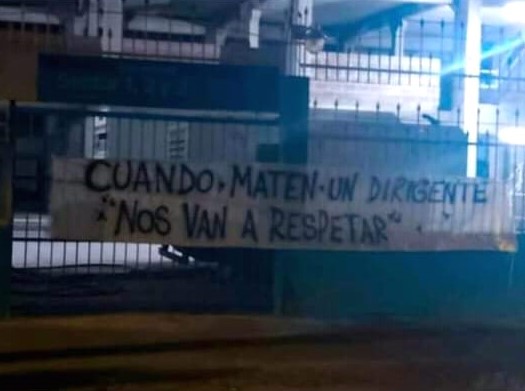 CUANDO·MATEN·UN DIRIGENTE
"NOS VAN A RESPETAR"